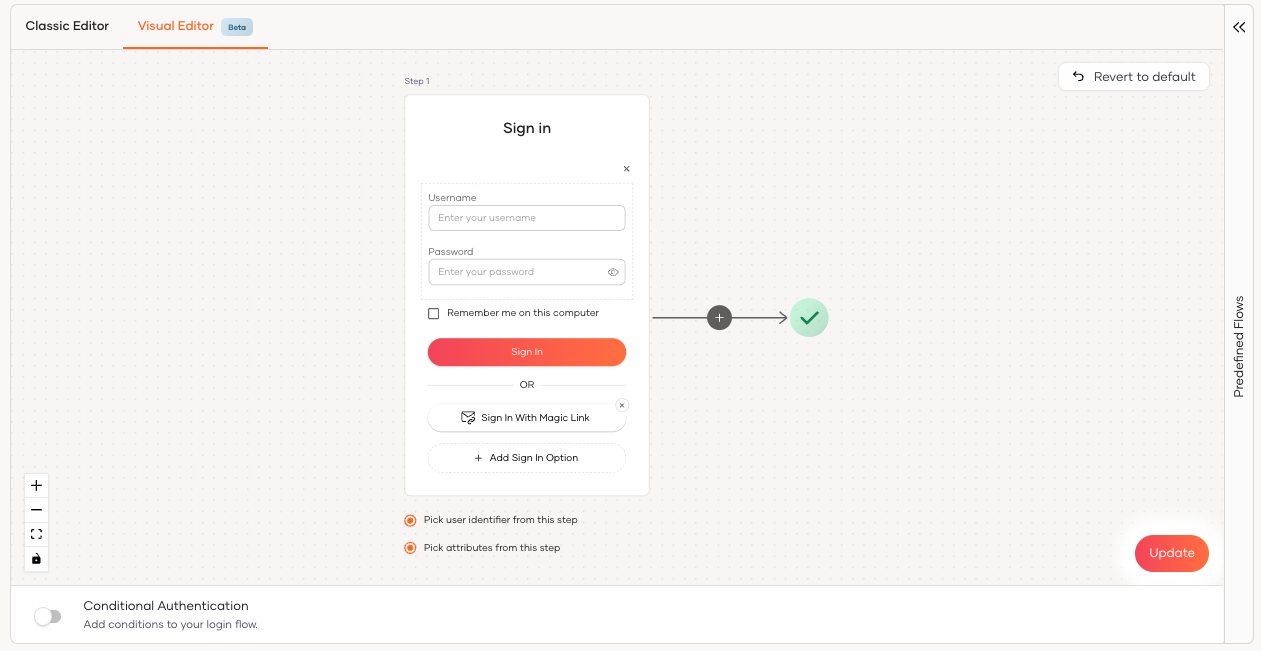 Classic Editor
Visual Editor Beta
Revert to default
Step 1
Sign in
Username
Enter your username
Password
Enter your password
Remember me on this computer
Sign In
OR
Sign In With Magic Link
Add Sign In Option
Pick user identifier from this step
Pick attributes from this step
Update
Conditional Authentication
Add conditions to your login flow.
Predefined Flows